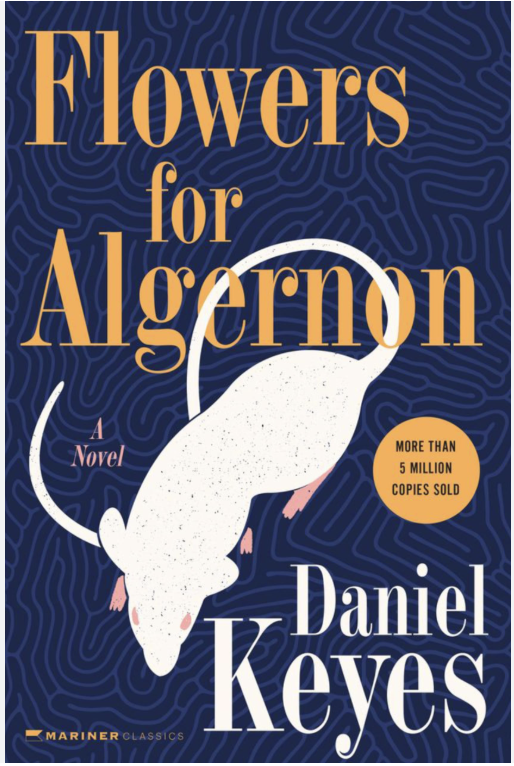 Flowers
for
Algernon
A
Novel
MORE THAN
5 MILLION
COPIES SOLD
Daniel
Keyes
MARINER CLASSICS